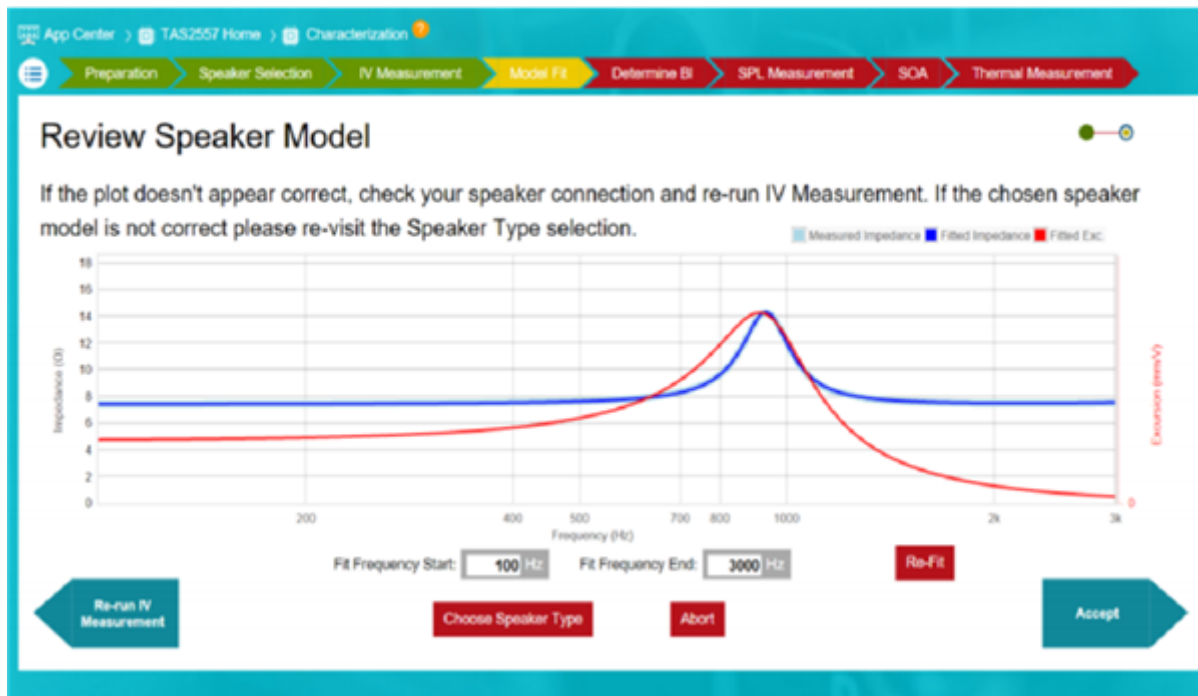 App Center > TAS2557 Home > Characterization ?
Preparation Speaker Selection IV Measurement Model Fit Determine Bl SPL Measurement SOA Thermal Measurement
Review Speaker Model
If the plot doesn't appear correct, check your speaker connection and re-run IV Measurement. If the chosen speaker
model is not correct please re-visit the Speaker Type selection.
Measured Impedance Fitted Impedance Fitted Exc.
18
16
14
12
10
8
6
4
2
0
Impedance (Ω)
Excursion (mm/V)
0
200 400 500 700 800 1000 2k 3k
Frequency (Hz)
Fit Frequency Start: 100 Hz Fit Frequency End: 3000 Hz Re-Fit
Re-run IV
Measurement
Choose Speaker Type Abort
Accept